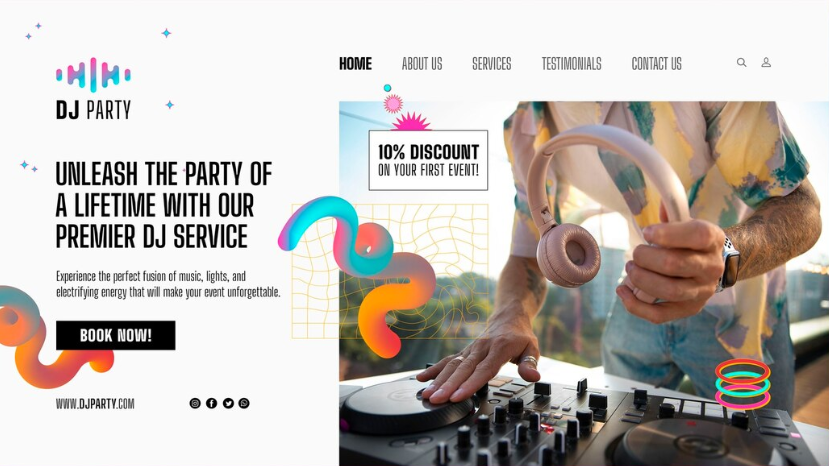 DJ PARTY
HOME ABOUT US SERVICES TESTIMONIALS CONTACT US
10% DISCOUNT
ON YOUR FIRST EVENT!
UNLEASH THE PARTY OF
A LIFETIME WITH OUR
PREMIER DJ SERVICE
Experience the perfect fusion of music, lights, and
electrifying energy that will make your event unforgettable.
BOOK NOW!
WWW.DJPARTY.COM